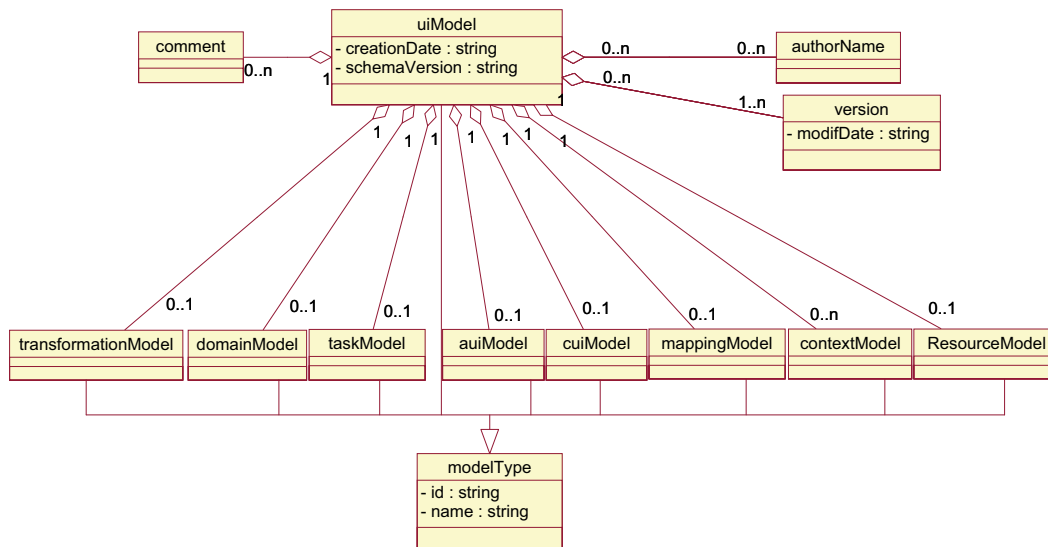 uiModel
- creationDate : string
- schemaVersion : string
comment
0..n
1
authorName
0..n
0..n
version
- modifDate : string
0..n
1..n
1
1
1
1
1
1
1
1
0..1
0..1
0..1
0..1
0..1
0..1
0..n
0..1
transformationModel
domainModel
taskModel
auiModel
cuiModel
mappingModel
contextModel
ResourceModel
modelType
- id : string
- name : string